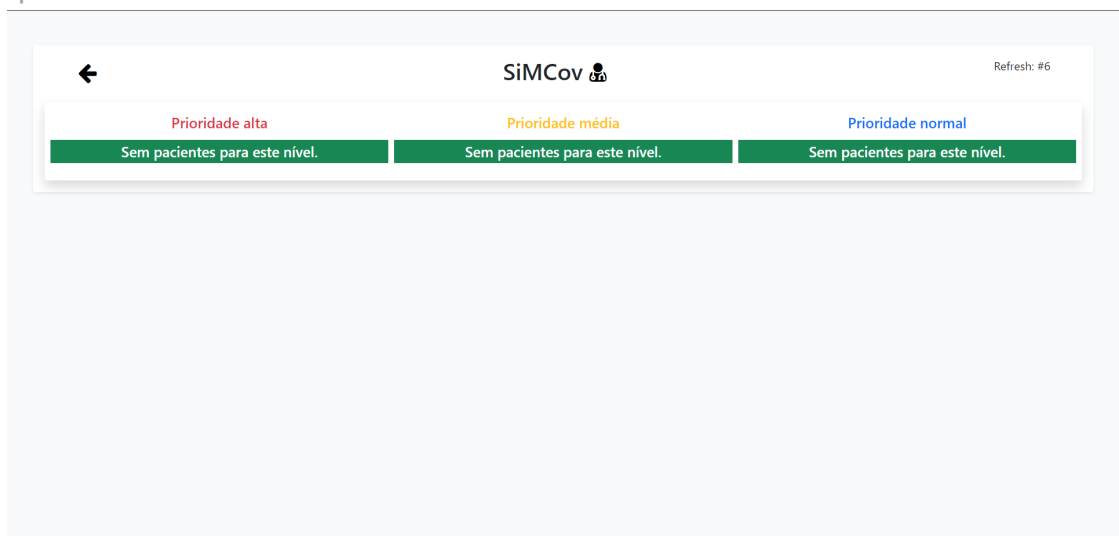 SiMCov
Refresh: #6
Prioridade alta
Prioridade média
Prioridade normal
Sem pacientes para este nível.
Sem pacientes para este nível.
Sem pacientes para este nível.